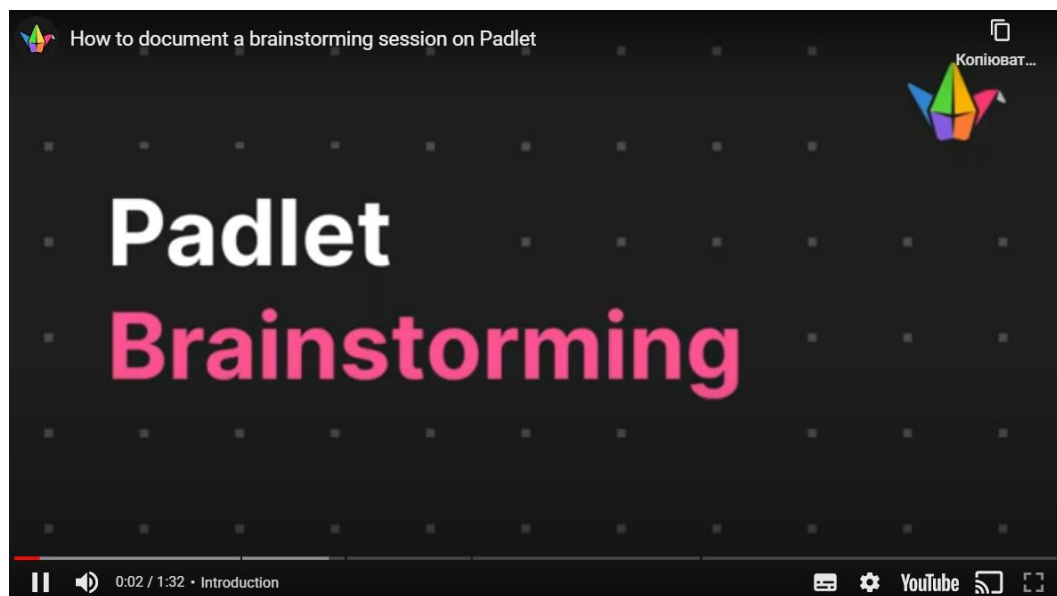 How to document a brainstorming session on Padlet
Копіюват...
Padlet
Brainstorming
0:02 / 1:32 • Introduction
YouTube